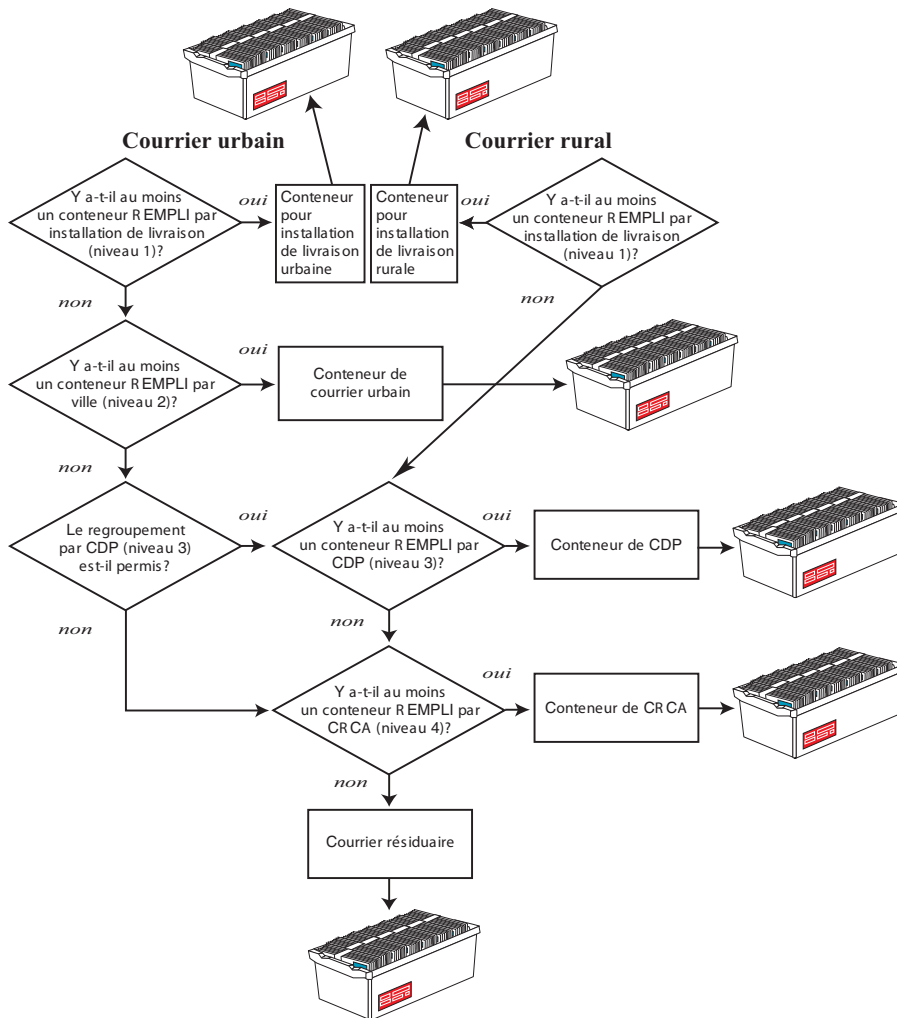 Courrier urbain
Courrier rural
Y a-t-il au moins
un conteneur REMPLI par
installation de livraison
(niveau 1)?
oui
Conteneur
pour
installation
de livraison
urbaine
Conteneur
pour
installation
de livraison
rurale
oui
Y a-t-il au moins
un conteneur REMPLI par
installation de livraison
(niveau 1)?
non
non
Y a-t-il au moins
un conteneur REMPLI par
ville (niveau 2)?
oui
Conteneur de
courrier urbain
non
Le regroupement
par CDP (niveau 3)
est-il permis?
oui
Y a-t-il au moins
un conteneur REMPLI par
CDP (niveau 3)?
oui
Conteneur de CDP
non
non
Y a-t-il au moins
un conteneur REMPLI par
CRCA (niveau 4)?
oui
Conteneur de CRCA
non
Courrier résiduaire